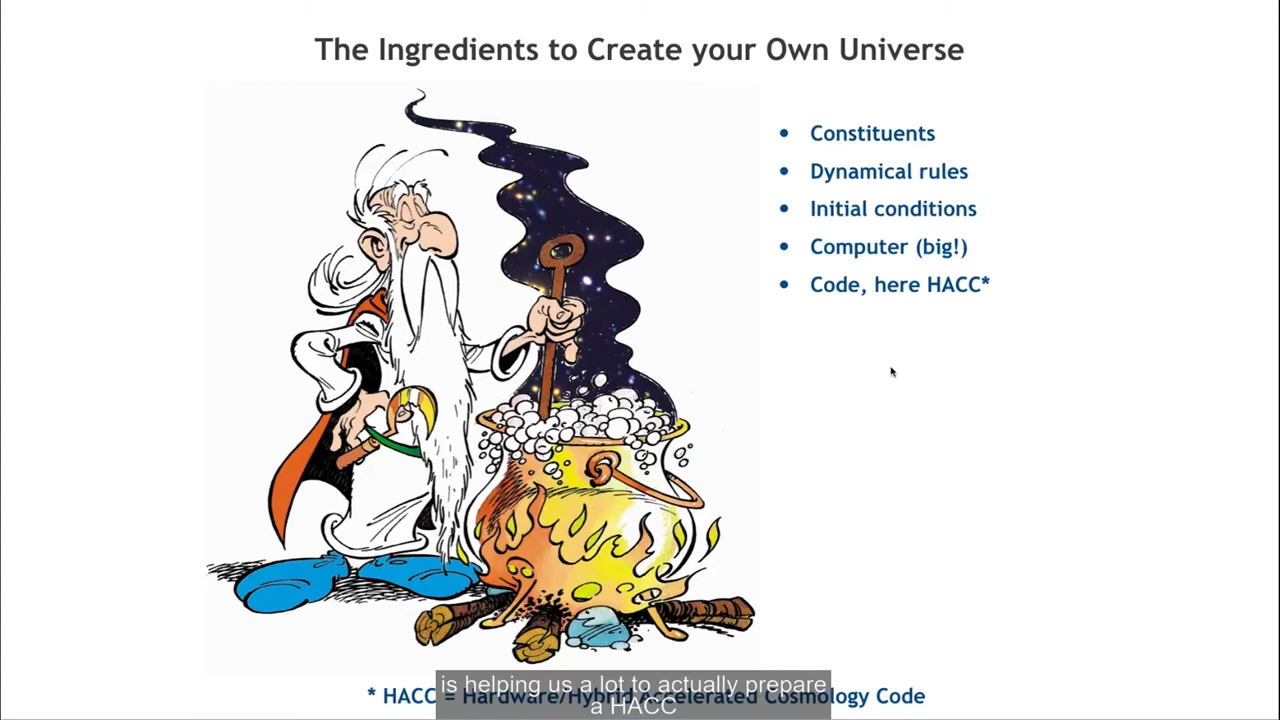 The Ingredients to Create your Own Universe
• Constituents
• Dynamical rules
• Initial conditions
• Computer (big!)
• Code, here HACC*
is helping us a lot to actually prepare
a HACC
* HACC = Hardware/Hybrid Accelerated Cosmology Code